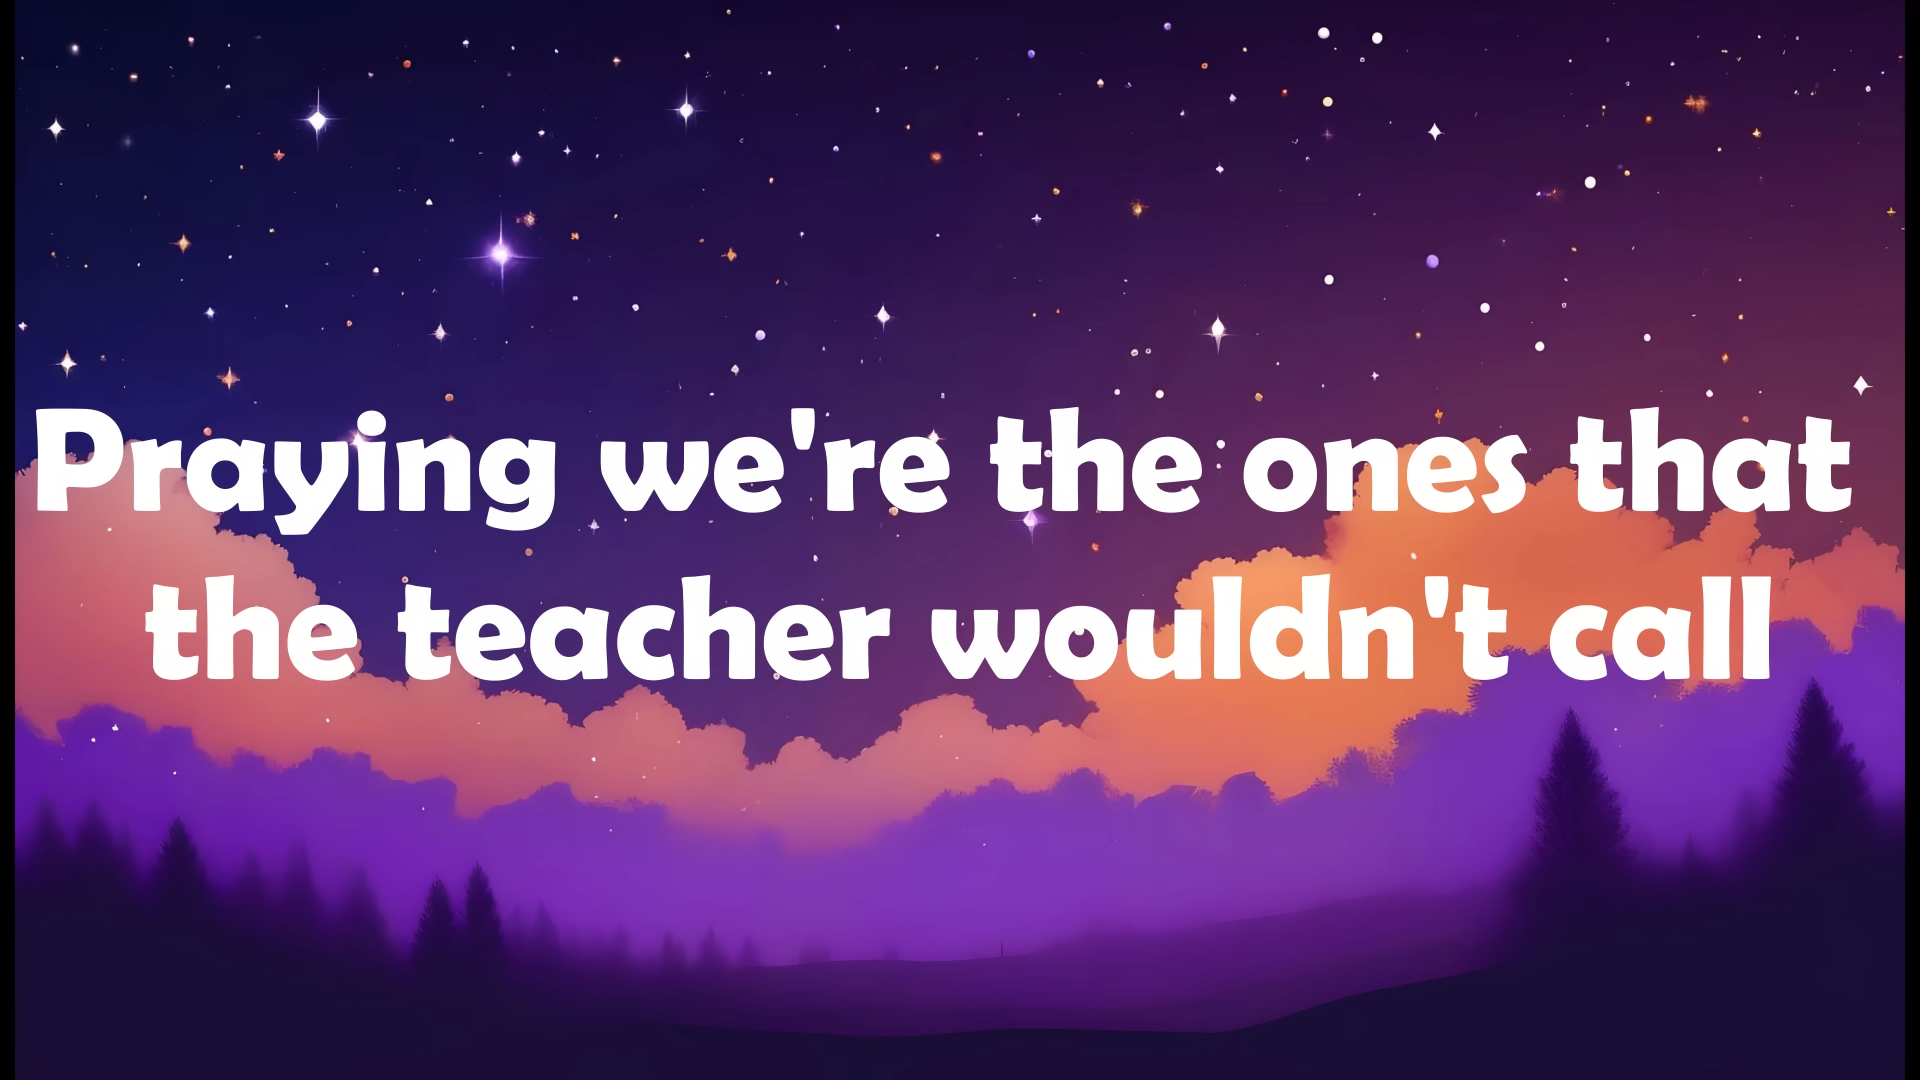 Praying we're the ones that
the teacher wouldn't call